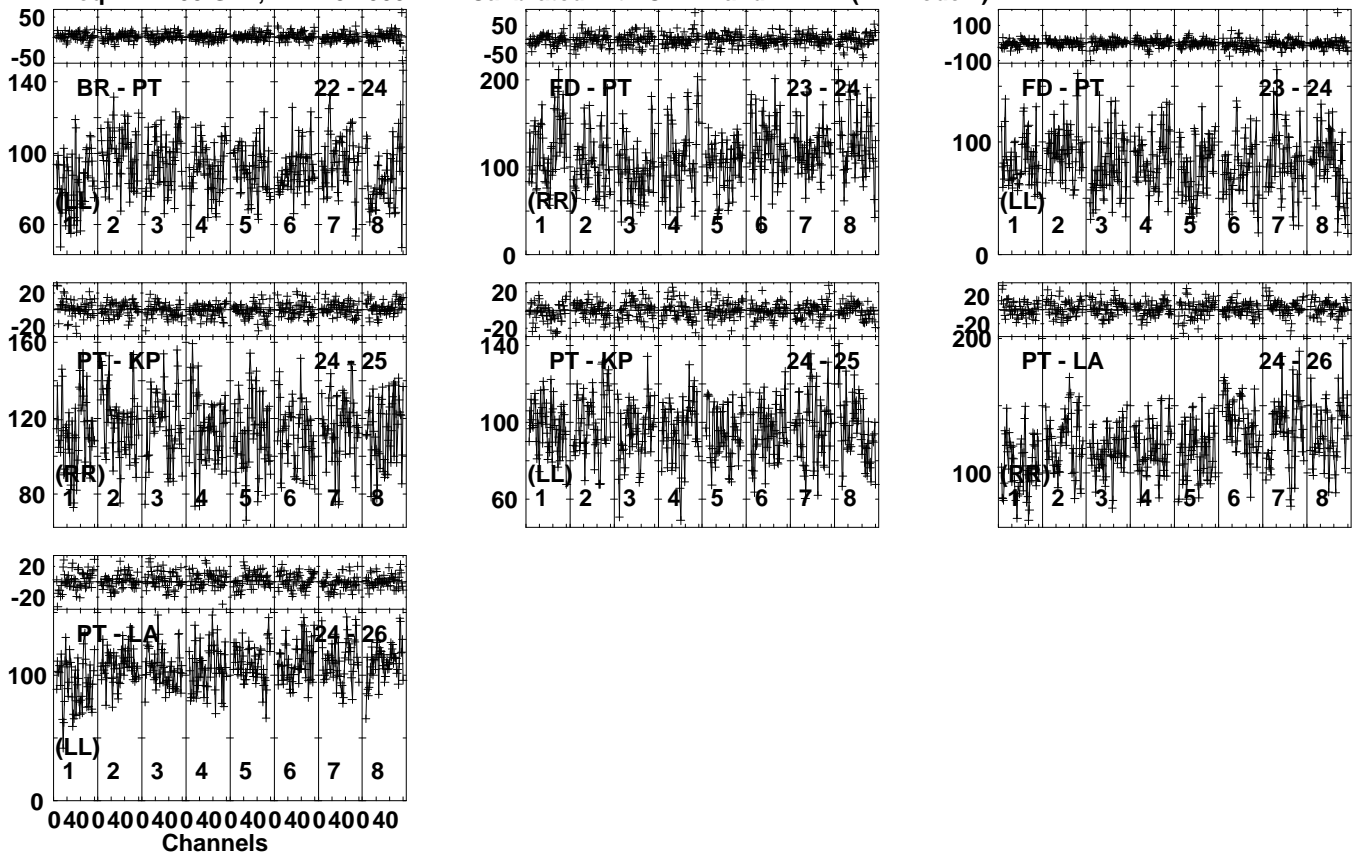 50
-50
140
100
60
BR - PT 22 - 24
(LL)
1 2 3 4 5 6 7 8
50
-50
200
100
0
FD - PT 23 - 24
(RR)
1 2 3 4 5 6 7 8
100
-100
100
0
FD - PT 23 - 24
(LL)
1 2 3 4 5 6 7 8
20
-20
160
120
80
PT - KP 24 - 25
(RR)
1 2 3 4 5 6 7 8
20
-20
140
100
60
PT - KP 24 - 25
(LL)
1 2 3 4 5 6 7 8
20
-20
200
100
PT - LA 24 - 26
(RR)
1 2 3 4 5 6 7 8
20
-20
100
0
PT - LA 24 - 26
(LL)
1 2 3 4 5 6 7 8
0 40 0 40 0 40 0 40 0 40 0 40 0 40 0 40
Channels